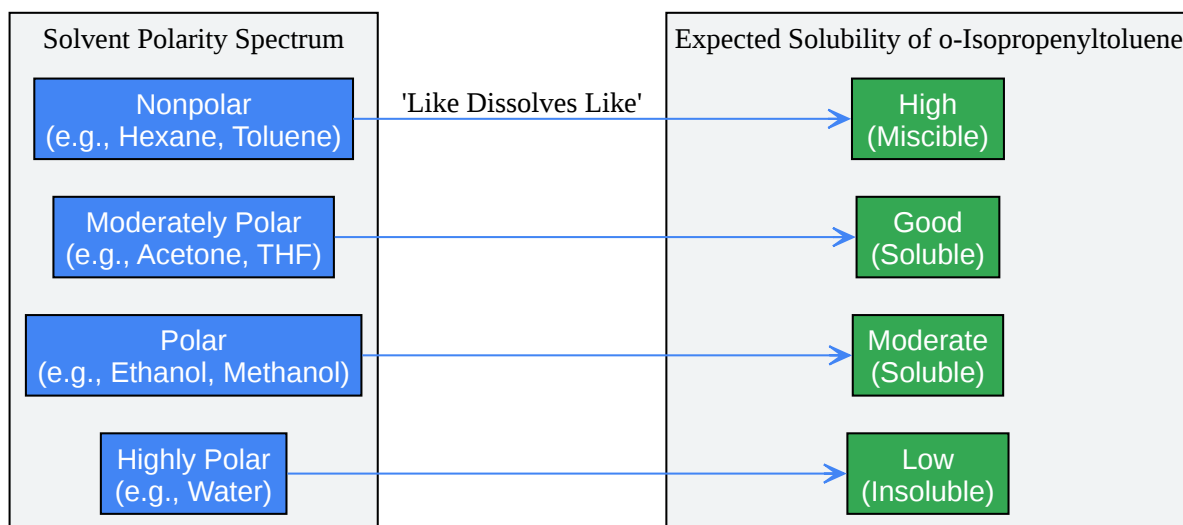 Solvent Polarity Spectrum
Expected Solubility of o-Isopropenyltoluene
Nonpolar
(e.g., Hexane, Toluene)
'Like Dissolves Like'
High
(Miscible)
Moderately Polar
(e.g., Acetone, THF)
Good
(Soluble)
Polar
(e.g., Ethanol, Methanol)
Moderate
(Soluble)
Highly Polar
(e.g., Water)
Low
(Insoluble)